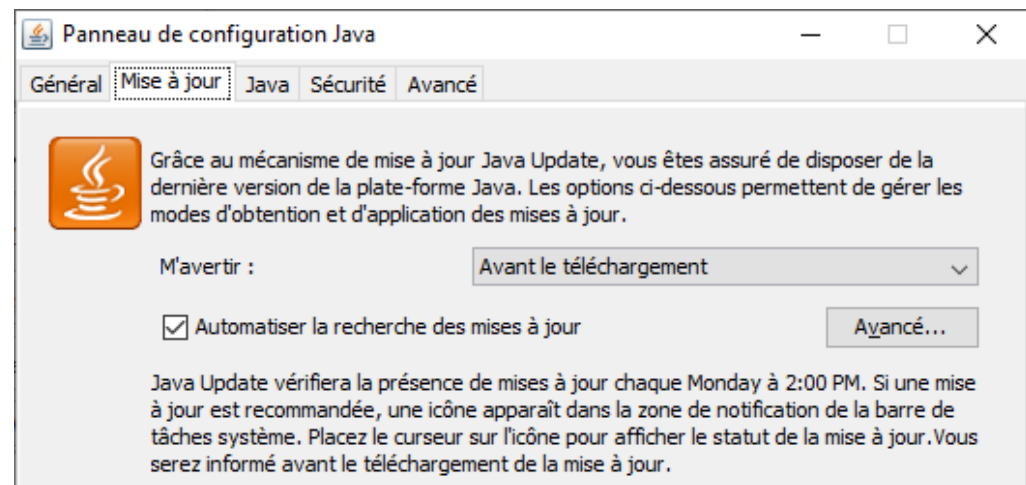 Panneau de configuration Java
Général Mise à jour Java Sécurité Avancé
Grâce au mécanisme de mise à jour Java Update, vous êtes assuré de disposer de la
dernière version de la plate-forme Java. Les options ci-dessous permettent de gérer les
modes d'obtention et d'application des mises à jour.
M'avertir : Avant le téléchargement
Automatiser la recherche des mises à jour Avancé...
Java Update vérifiera la présence de mises à jour chaque Monday à 2:00 PM. Si une mise
à jour est recommandée, une icône apparaît dans la zone de notification de la barre de
tâches système. Placez le curseur sur l'icône pour afficher le statut de la mise à jour.Vous
serez informé avant le téléchargement de la mise à jour.